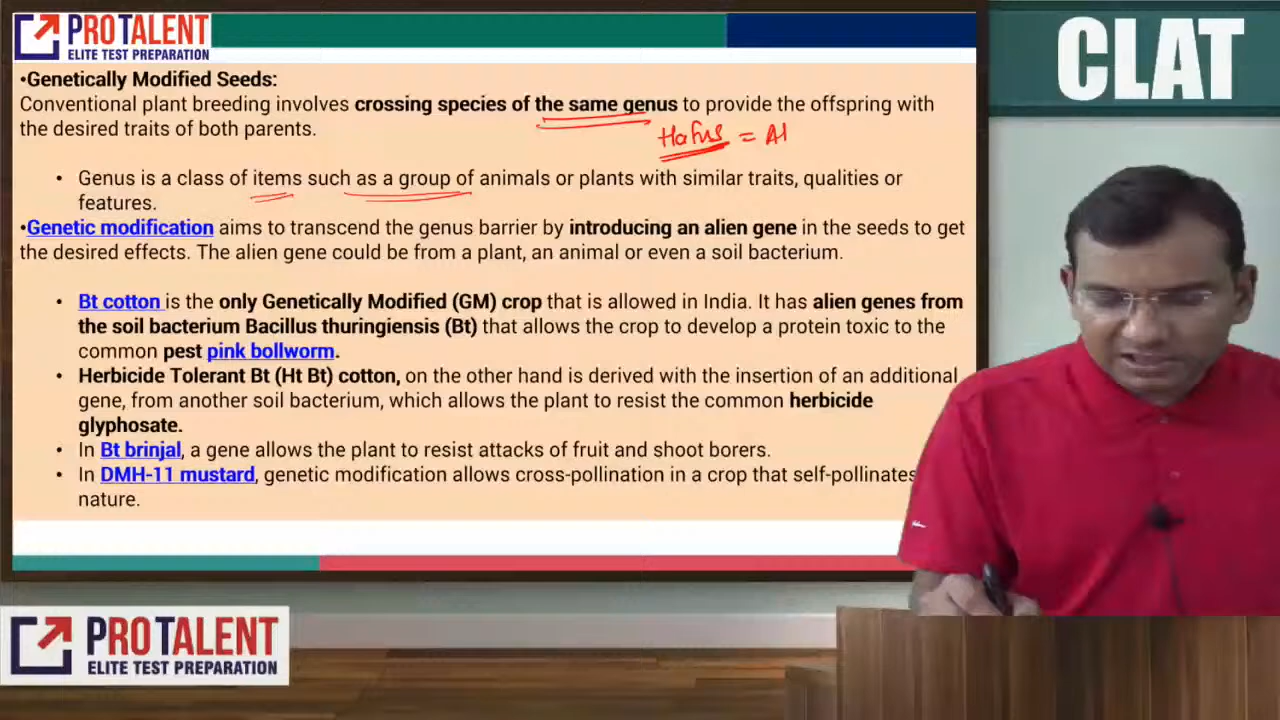 PRO TALENT
ELITE TEST PREPARATION
CLAT
•Genetically Modified Seeds:
Conventional plant breeding involves crossing species of the same genus to provide the offspring with
the desired traits of both parents.
Hafus = Al
• Genus is a class of items such as a group of animals or plants with similar traits, qualities or
features.
•Genetic modification aims to transcend the genus barrier by introducing an alien gene in the seeds to get
the desired effects. The alien gene could be from a plant, an animal or even a soil bacterium.
• Bt cotton is the only Genetically Modified (GM) crop that is allowed in India. It has alien genes from
the soil bacterium Bacillus thuringiensis (Bt) that allows the crop to develop a protein toxic to the
common pest pink bollworm.
• Herbicide Tolerant Bt (Ht Bt) cotton, on the other hand is derived with the insertion of an additional
gene, from another soil bacterium, which allows the plant to resist the common herbicide
glyphosate.
• In Bt brinjal, a gene allows the plant to resist attacks of fruit and shoot borers.
• In DMH-11 mustard, genetic modification allows cross-pollination in a crop that self-pollinates
nature.
PRO TALENT
ELITE TEST PREPARATION